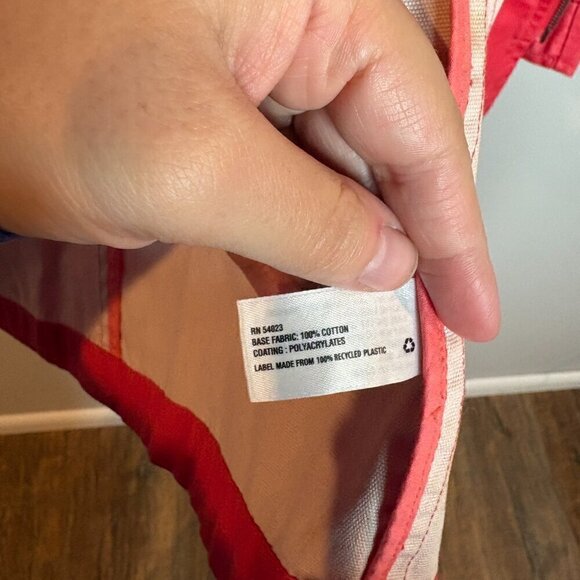 RN 54023
BASE FABRIC: 100% COTTON
COATING : POLYACRYLATES
LABEL MADE FROM 100% RECYCLED PLASTIC